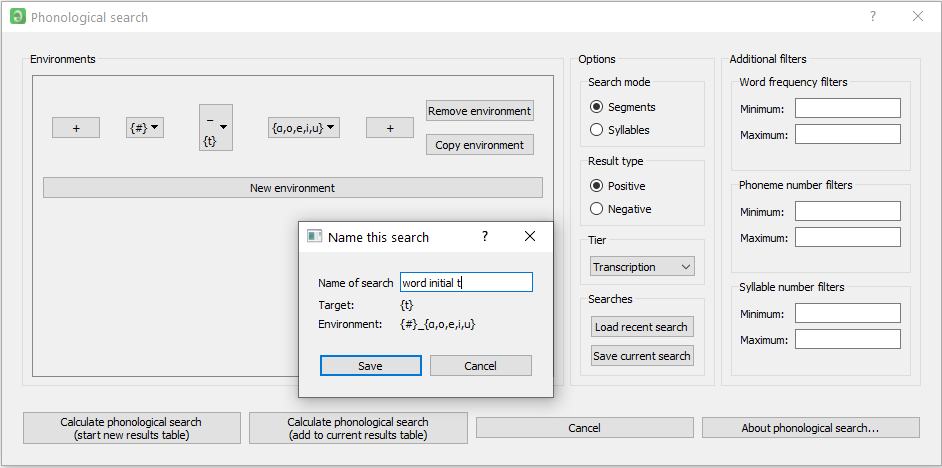 Phonological search
?
Environments
+
{#}
_
{t}
{ɑ,o,e,i,u}
+
Remove environment
Copy environment
New environment
Name this search
?
Name of search
word initial t
Target:
{t}
Environment:
{#}_{ɑ,o,e,i,u}
Save
Cancel
Options
Search mode
Segments
Syllables
Result type
Positive
Negative
Tier
Transcription
Searches
Load recent search
Save current search
Additional filters
Word frequency filters
Minimum:
Maximum:
Phoneme number filters
Minimum:
Maximum:
Syllable number filters
Minimum:
Maximum:
Calculate phonological search
(start new results table)
Calculate phonological search
(add to current results table)
Cancel
About phonological search...